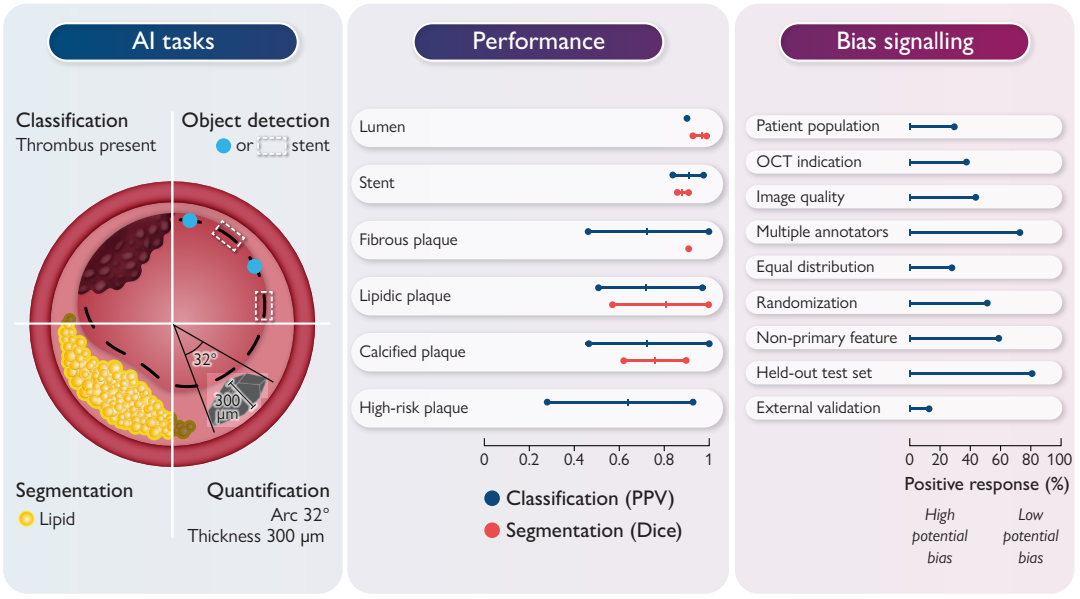 AI tasks
Classification
Thrombus present
Object detection
or stent
32°
300
μm
Segmentation
Lipid
Quantification
Arc 32°
Thickness 300 μm
Performance
Lumen
Stent
Fibrous plaque
Lipidic plaque
Calcified plaque
High-risk plaque
0 0.2 0.4 0.6 0.8 1
Classification (PPV)
Segmentation (Dice)
Bias signalling
Patient population
OCT indication
Image quality
Multiple annotators
Equal distribution
Randomization
Non-primary feature
Held-out test set
External validation
0 20 40 60 80 100
Positive response (%)
High
potential
bias
Low
potential
bias